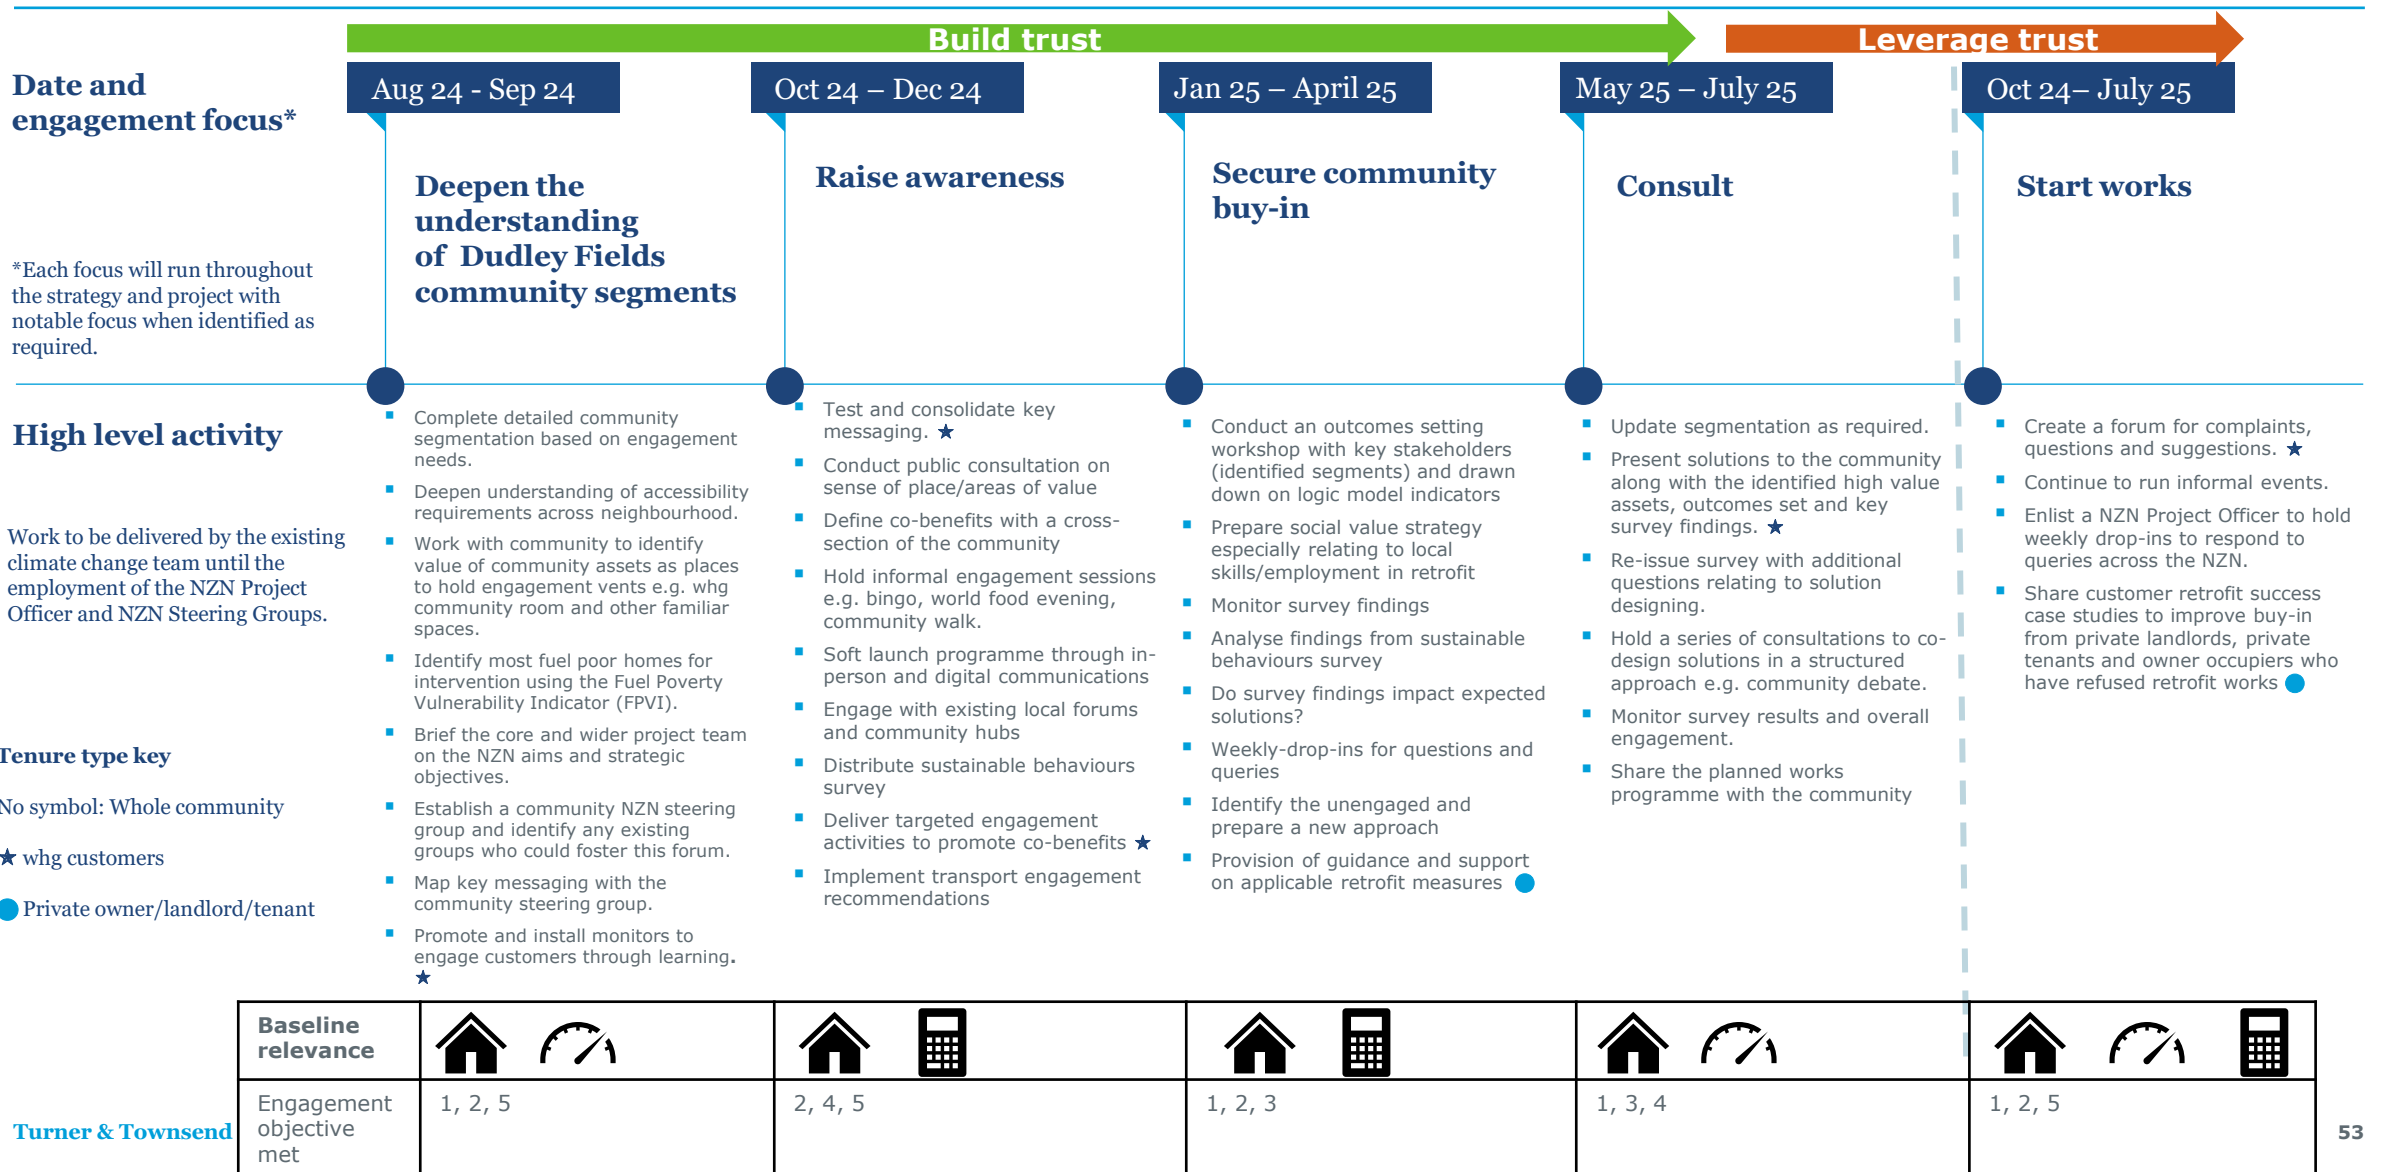 Build trust
Leverage trust
Date and
engagement focus*
*Each focus will run throughout
the strategy and project with
notable focus when identified as
required.
Aug 24 - Sep 24
Oct 24 – Dec 24
Jan 25 – April 25
May 25 – July 25
Oct 24– July 25
Deepen the
understanding
of Dudley Fields
community segments
Raise awareness
Secure community
buy-in
Consult
Start works
High level activity
Work to be delivered by the existing
climate change team until the
employment of the NZN Project
Officer and NZN Steering Groups.
Tenure type key
No symbol: Whole community
★ whg customers
● Private owner/landlord/tenant
▪ Complete detailed community
segmentation based on engagement
needs.
▪ Deepen understanding of accessibility
requirements across neighbourhood.
▪ Work with community to identify
value of community assets as places
to hold engagement vents e.g. whg
community room and other familiar
spaces.
▪ Identify most fuel poor homes for
intervention using the Fuel Poverty
Vulnerability Indicator (FPVI).
▪ Brief the core and wider project team
on the NZN aims and strategic
objectives.
▪ Establish a community NZN steering
group and identify any existing
groups who could foster this forum.
▪ Map key messaging with the
community steering group.
▪ Promote and install monitors to
engage customers through learning.
★
▪ Test and consolidate key
messaging. ★
▪ Conduct public consultation on
sense of place/areas of value
▪ Define co-benefits with a cross-
section of the community
▪ Hold informal engagement sessions
e.g. bingo, world food evening,
community walk.
▪ Soft launch programme through in-
person and digital communications
▪ Engage with existing local forums
and community hubs
▪ Distribute sustainable behaviours
survey
▪ Deliver targeted engagement
activities to promote co-benefits ★
▪ Implement transport engagement
recommendations
▪ Conduct an outcomes setting
workshop with key stakeholders
(identified segments) and drawn
down on logic model indicators
▪ Prepare social value strategy
especially relating to local
skills/employment in retrofit
▪ Monitor survey findings
▪ Analyse findings from sustainable
behaviours survey
▪ Do survey findings impact expected
solutions?
▪ Weekly-drop-ins for questions and
queries
▪ Identify the unengaged and
prepare a new approach
▪ Provision of guidance and support
on applicable retrofit measures ●
▪ Update segmentation as required.
▪ Present solutions to the community
along with the identified high value
assets, outcomes set and key
survey findings. ★
▪ Re-issue survey with additional
questions relating to solution
designing.
▪ Hold a series of consultations to co-
design solutions in a structured
approach e.g. community debate.
▪ Monitor survey results and overall
engagement.
▪ Share the planned works
programme with the community
▪ Create a forum for complaints,
questions and suggestions. ★
▪ Continue to run informal events.
▪ Enlist a NZN Project Officer to hold
weekly drop-ins to respond to
queries across the NZN.
▪ Share customer retrofit success
case studies to improve buy-in
from private landlords, private
tenants and owner occupiers who
have refused retrofit works ●
Baseline
relevance
Engagement
objective
met
1, 2, 5
2, 4, 5
1, 2, 3
1, 3, 4
1, 2, 5
Turner & Townsend
53